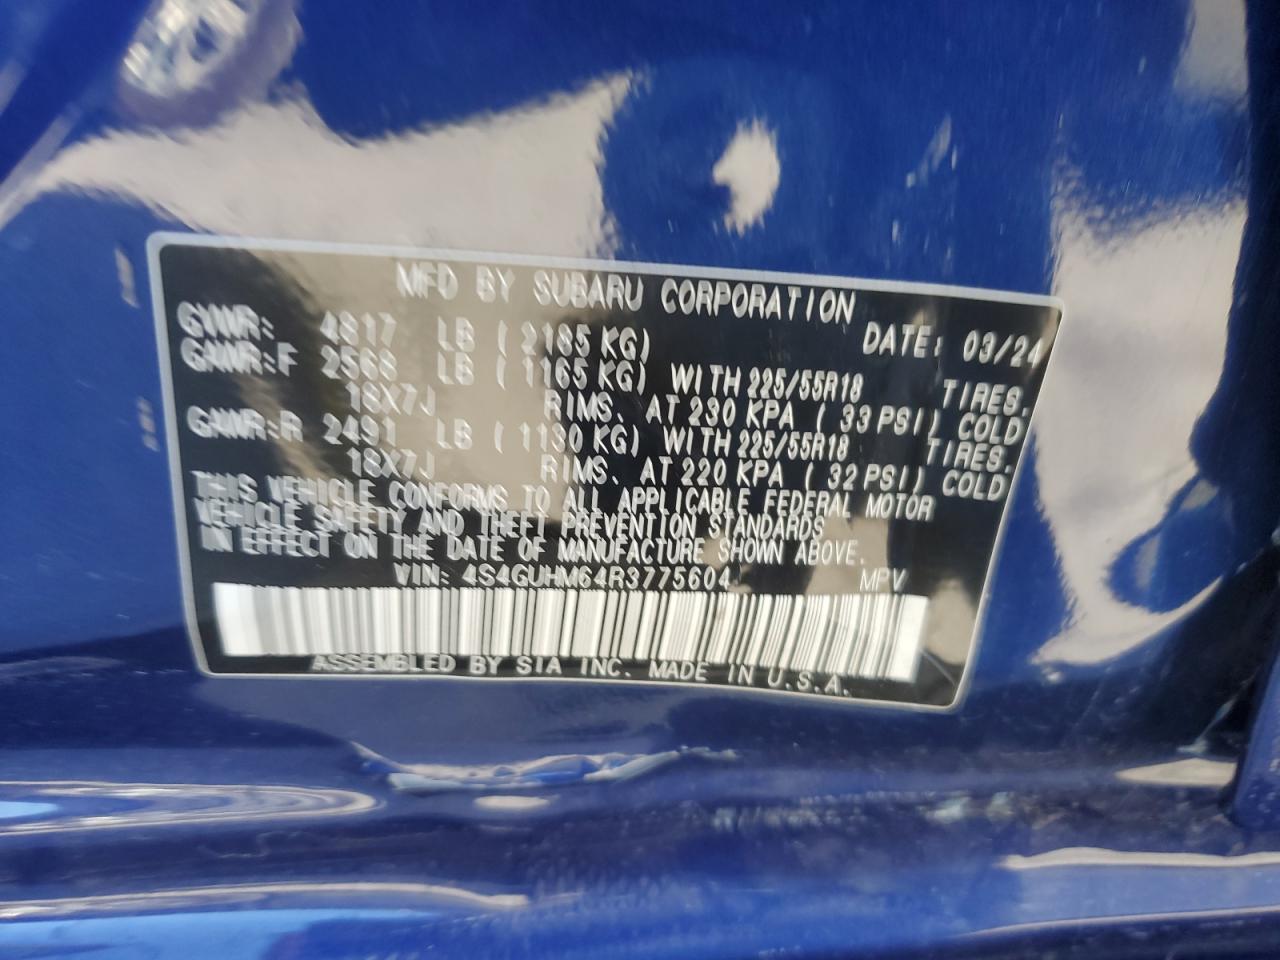 MFD BY SUBARU CORPORATION
DATE: 03/24
GVWR: 4817 LB ( 2185 KG)
GAWR:F 2568 LB ( 1165 KG) WITH 225/55R18 TIRES.
18X7J RIMS. AT 230 KPA ( 33 PSI) COLD
GAWR:R 2491 LB ( 1130 KG) WITH 225/55R18 TIRES.
18X7J RIMS. AT 220 KPA ( 32 PSI) COLD
THIS VEHICLE CONFORMS TO ALL APPLICABLE FEDERAL MOTOR
VEHICLE SAFETY AND THEFT PREVENTION STANDARDS
IN EFFECT ON THE DATE OF MANUFACTURE SHOWN ABOVE.
VIN: 4S4GUHM64R3775604 MPV
ASSEMBLED BY SIA INC. MADE IN U.S.A.